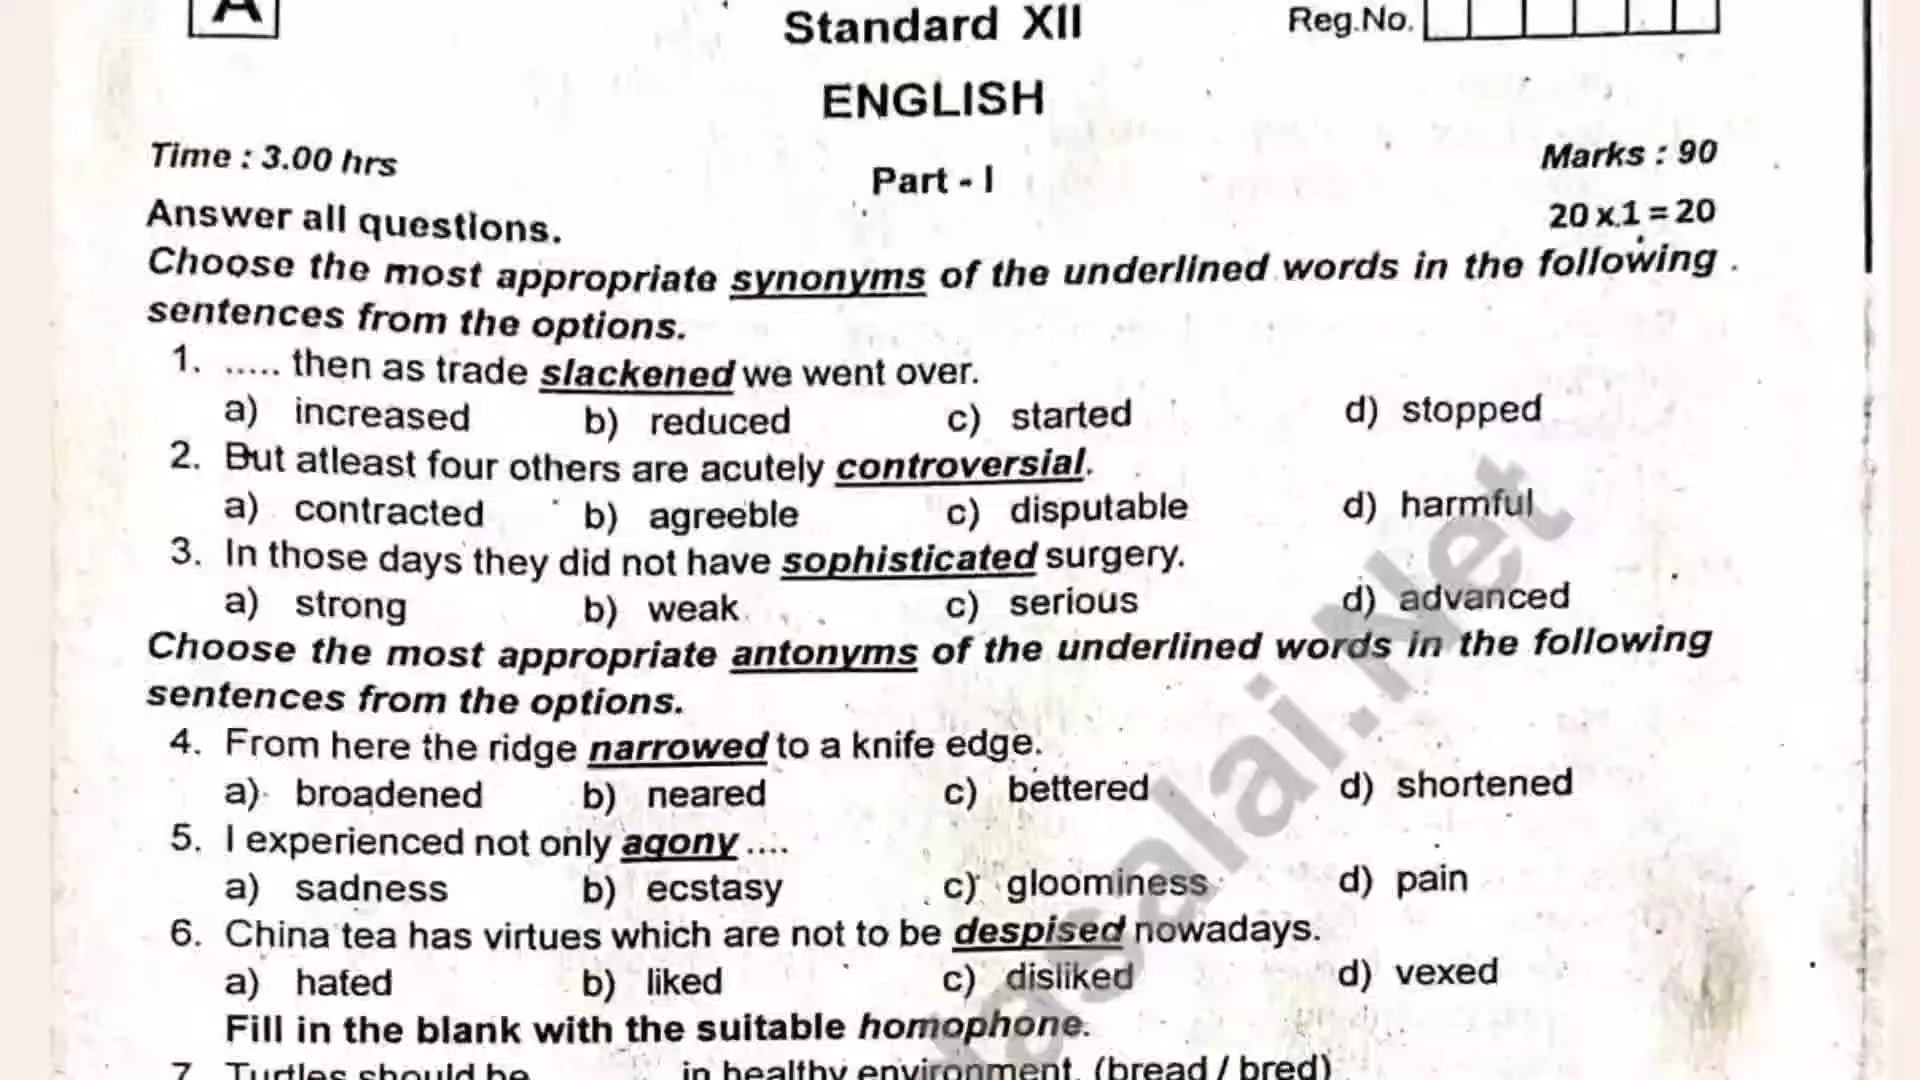 A
Standard XII
Reg.No.
ENGLISH
Time : 3.00 hrs
Marks : 90
Part - I
20 x 1 = 20
Answer all questions.
Choose the most appropriate synonyms of the underlined words in the following
sentences from the options.
1. ..... then as trade slackened we went over.
a) increased b) reduced c) started d) stopped
2. But atleast four others are acutely controversial.
a) contracted b) agreeble c) disputable d) harmful
3. In those days they did not have sophisticated surgery.
a) strong b) weak c) serious d) advanced
Choose the most appropriate antonyms of the underlined words in the following
sentences from the options.
4. From here the ridge narrowed to a knife edge.
a) broadened b) neared c) bettered d) shortened
5. I experienced not only agony ....
a) sadness b) ecstasy c) gloominess d) pain
6. China tea has virtues which are not to be despised nowadays.
a) hated b) liked c) disliked d) vexed
Fill in the blank with the suitable homophone.
7. Turtles should be in healthy environment. (bread / bred)